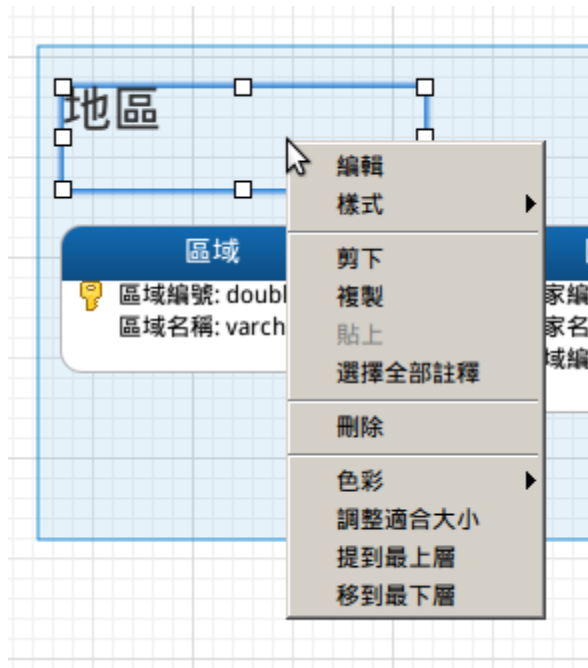 地區
編輯
樣式
區域
區域編號: doubl
區域名稱: varch
剪下
複製
貼上
選擇全部註釋
刪除
色彩
調整適合大小
提到最上層
移到最下層
家編
家名
域編